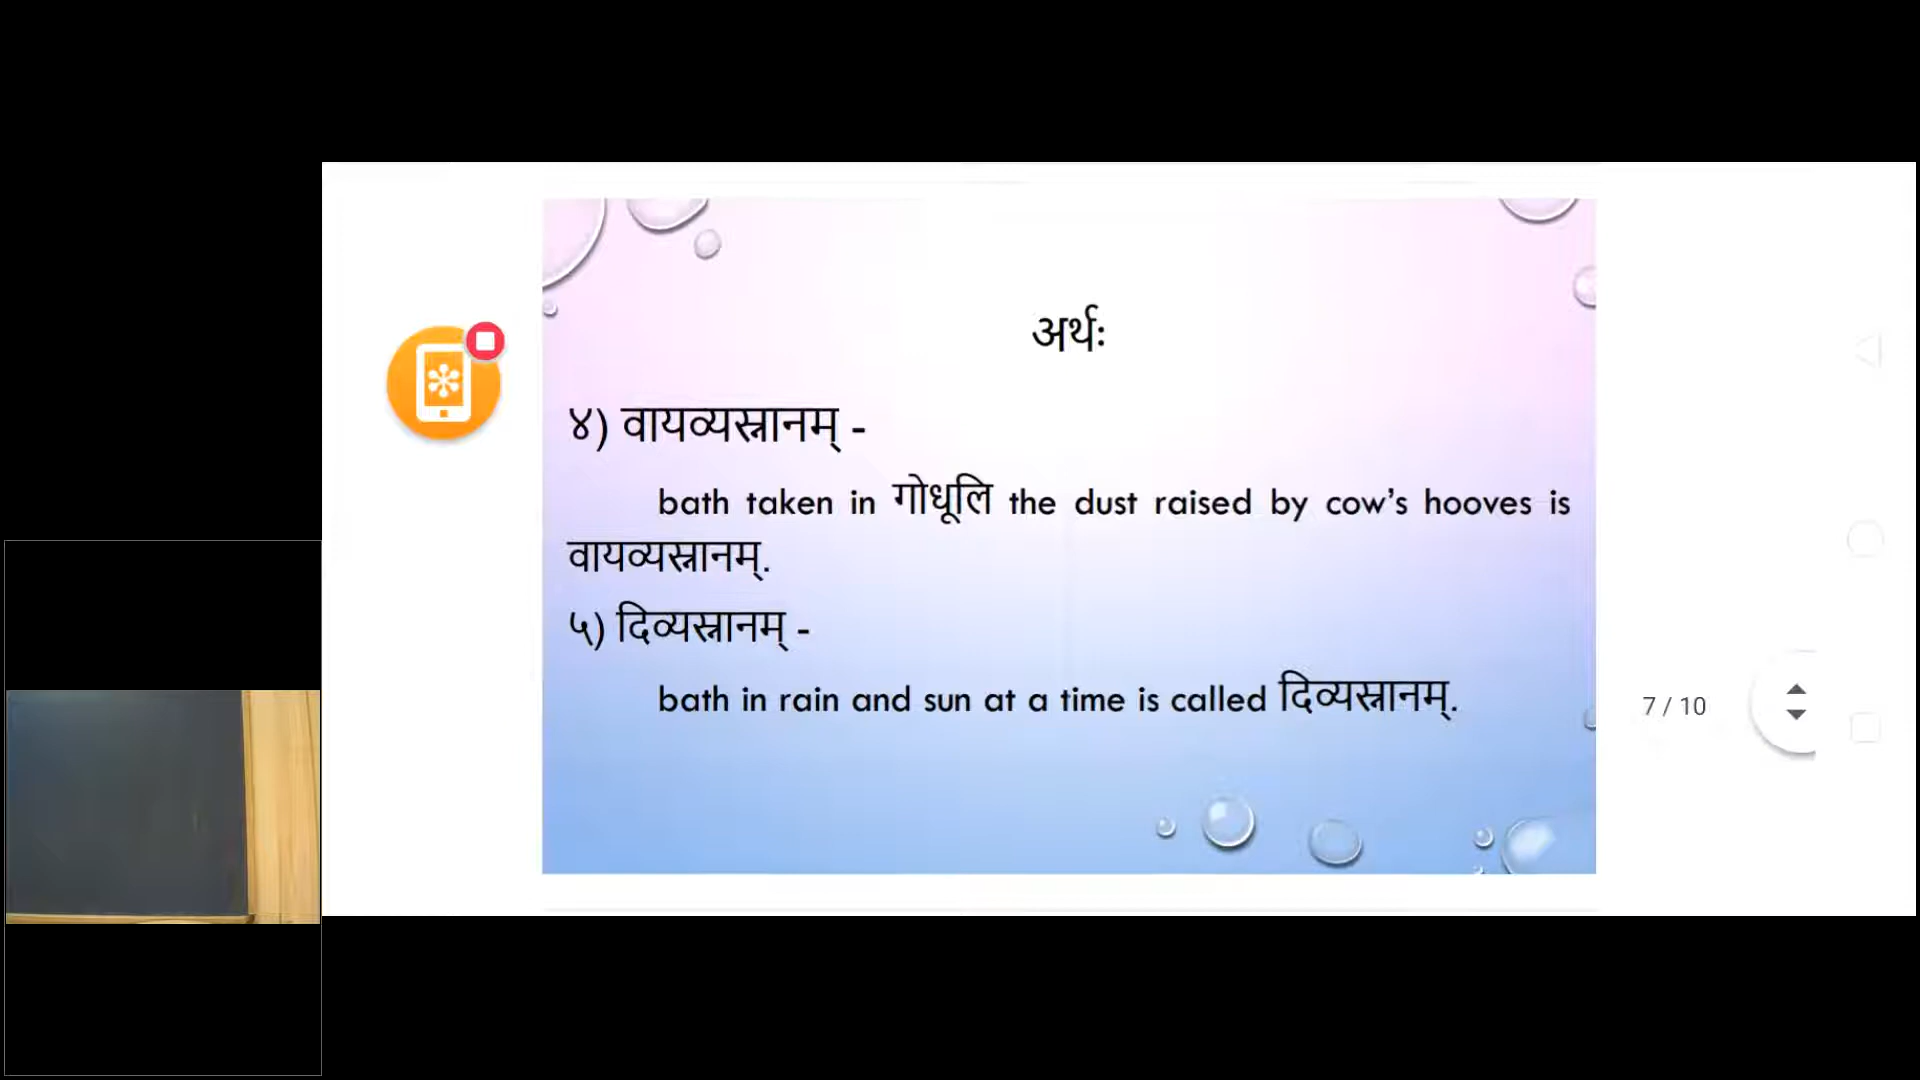 अर्थः
४) वायव्यस्नानम् -
bath taken in गोधूलि the dust raised by cow's hooves is
वायव्यस्नानम्.
५) दिव्यस्नानम् -
bath in rain and sun at a time is called दिव्यस्नानम्.
7 / 10